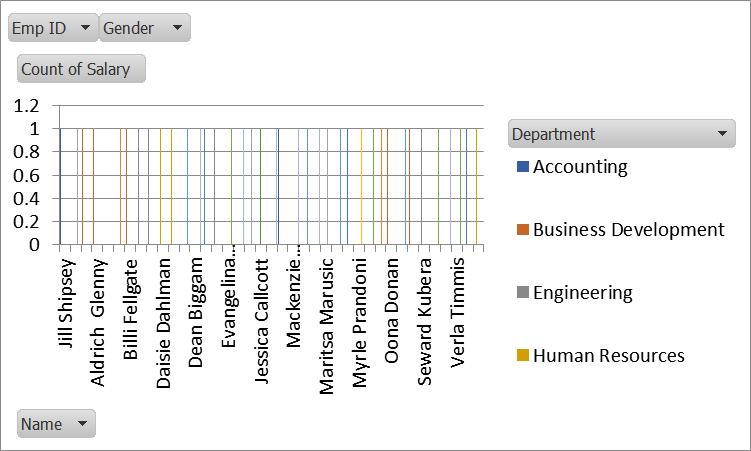 Emp ID Gender
Count of Salary
1.2
1
0.8
0.6
0.4
0.2
0
Jill Shipsey
Aldrich Glenny
Billi Fellgate
Daisie Dahlman
Dean Biggam
Evangelina...
Jessica Callcott
Mackenzie...
Maritsa Marusic
Myrle Prandoni
Oona Donan
Seward Kubera
Verla Timmis
Department
Accounting
Business Development
Engineering
Human Resources
Name